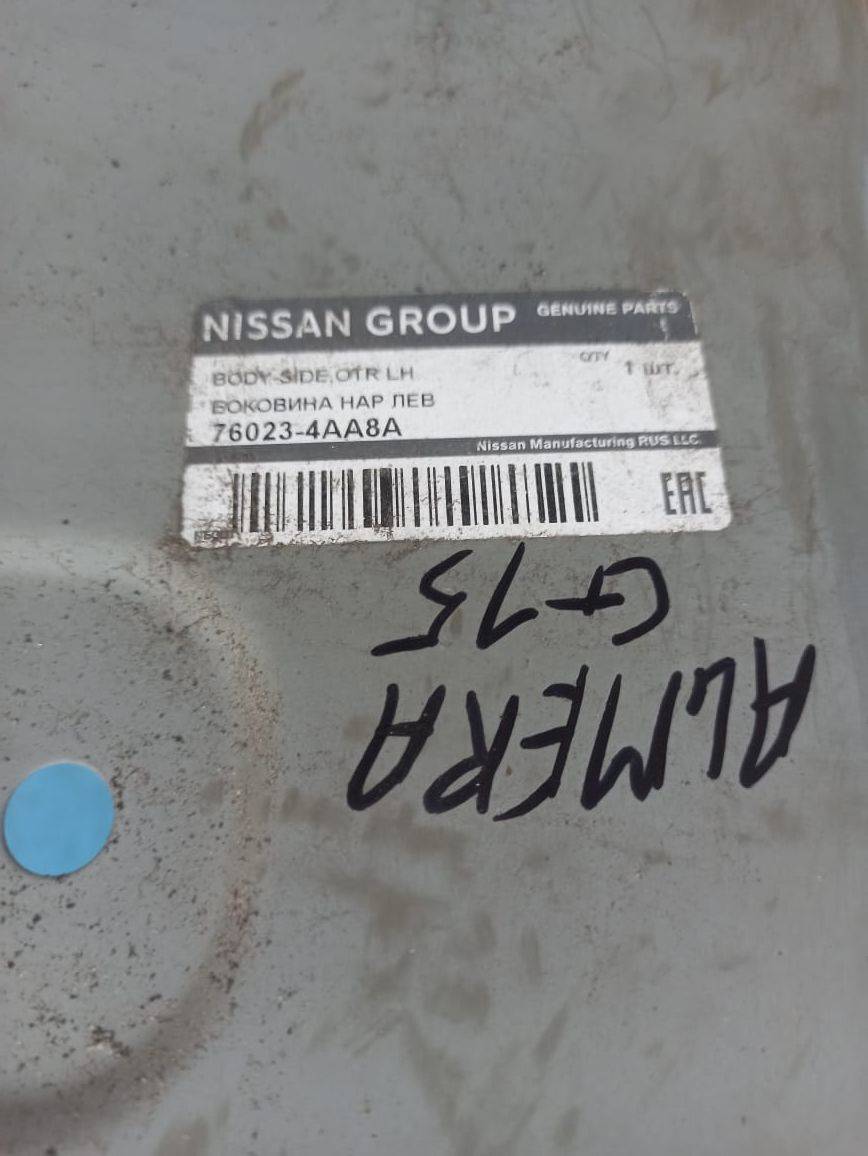 NISSAN GROUP GENUINE PARTS
BODY-SIDE,OTR LH QTY 1 шт.
БОКОВИНА НАР ЛЕВ
76023-4AA8A
Nissan Manufacturing RUS LLC.
EAC
ALMERA
G-15